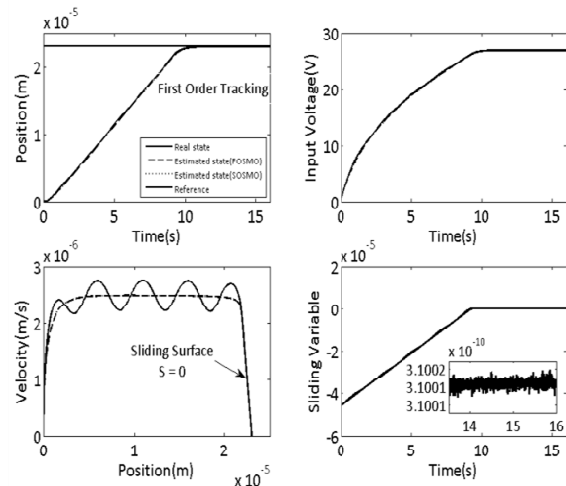 x 10⁻⁵
Position(m)
2
1
0
0
5
10
15
Time(s)
First Order Tracking
Real state
Estimated state(FOSMO)
Estimated state(SOSMO)
Reference
Input Voltage(V)
30
20
10
0
0
5
10
15
Time(s)
x 10⁻⁶
Velocity(m/s)
3
2
1
0
0
1
2
Position(m)
x 10⁻⁵
Sliding Surface
S = 0
x 10⁻⁵
Sliding Variable
2
0
-2
-4
-6
0
5
10
15
Time(s)
x 10⁻¹⁰
3.1002
3.1001
3.1001
14
15
16